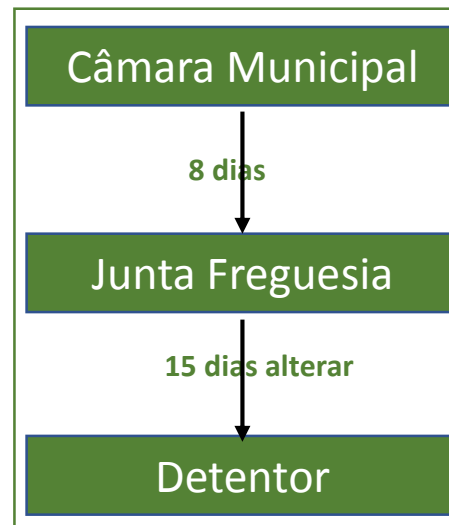 Câmara Municipal
8 dias
Junta Freguesia
15 dias alterar
Detentor